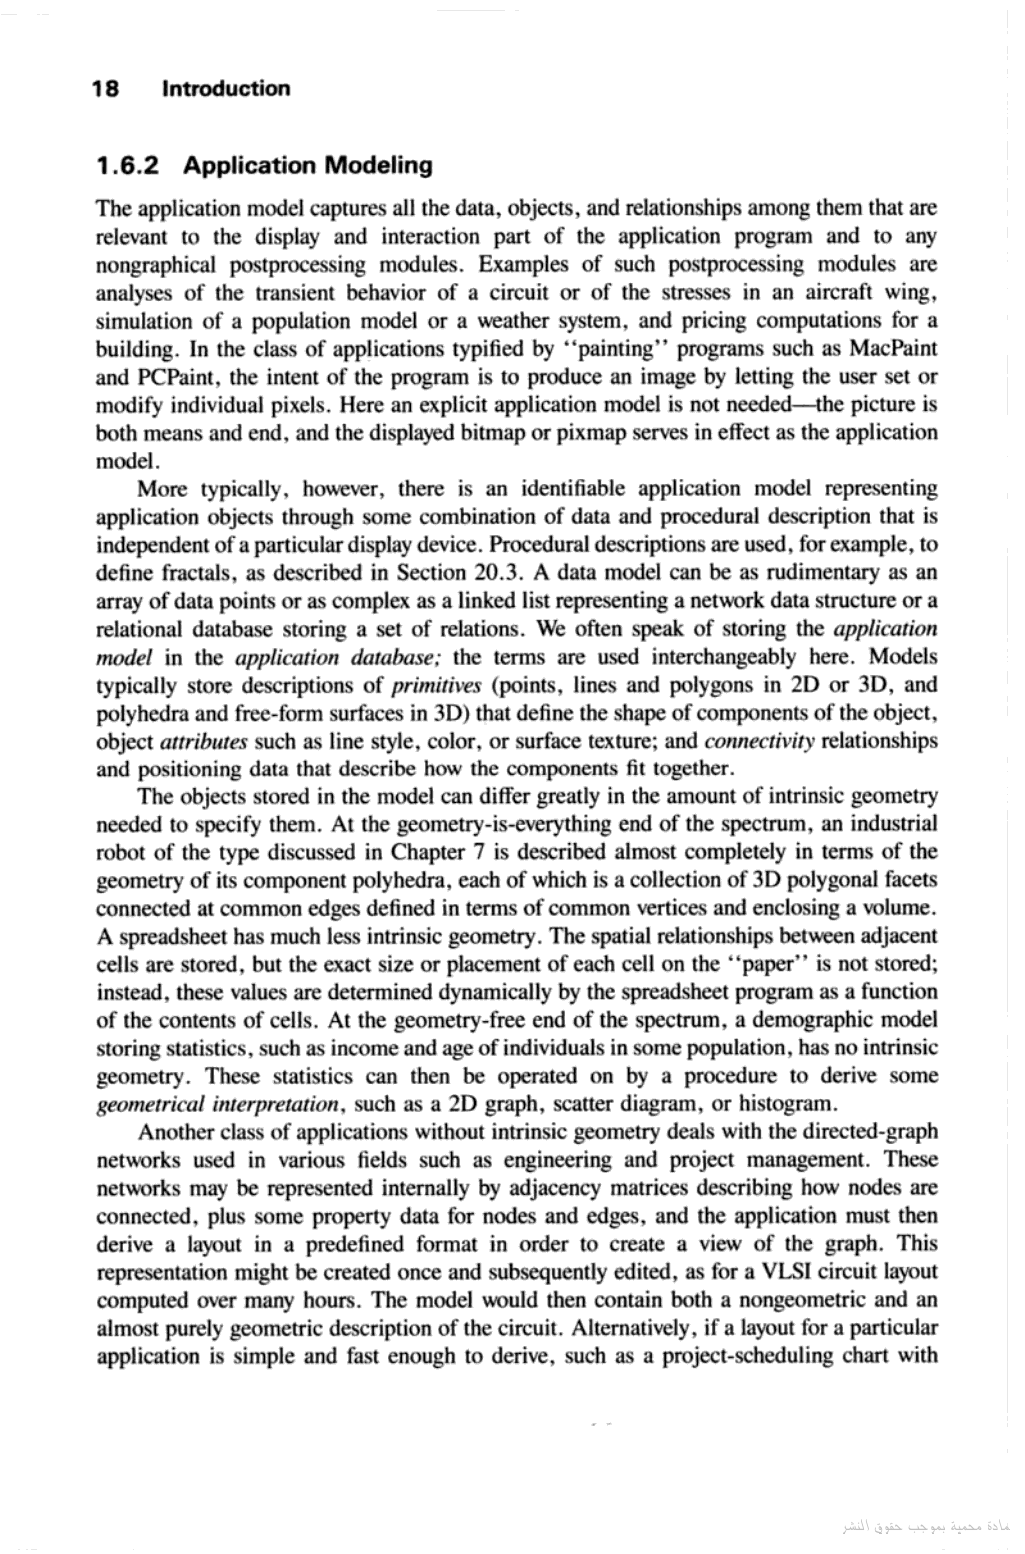 18 Introduction
1.6.2 Application Modeling
The application model captures all the data, objects, and relationships among them that are
relevant to the display and interaction part of the application program and to any
nongraphical postprocessing modules. Examples of such postprocessing modules are
analyses of the transient behavior of a circuit or of the stresses in an aircraft wing,
simulation of a population model or a weather system, and pricing computations for a
building. In the class of applications typified by “painting” programs such as MacPaint
and PCPaint, the intent of the program is to produce an image by letting the user set or
modify individual pixels. Here an explicit application model is not needed—the picture is
both means and end, and the displayed bitmap or pixmap serves in effect as the application
model.
More typically, however, there is an identifiable application model representing
application objects through some combination of data and procedural description that is
independent of a particular display device. Procedural descriptions are used, for example, to
define fractals, as described in Section 20.3. A data model can be as rudimentary as an
array of data points or as complex as a linked list representing a network data structure or a
relational database storing a set of relations. We often speak of storing the application
model in the application database; the terms are used interchangeably here. Models
typically store descriptions of primitives (points, lines and polygons in 2D or 3D, and
polyhedra and free-form surfaces in 3D) that define the shape of components of the object,
object attributes such as line style, color, or surface texture; and connectivity relationships
and positioning data that describe how the components fit together.
The objects stored in the model can differ greatly in the amount of intrinsic geometry
needed to specify them. At the geometry-is-everything end of the spectrum, an industrial
robot of the type discussed in Chapter 7 is described almost completely in terms of the
geometry of its component polyhedra, each of which is a collection of 3D polygonal facets
connected at common edges defined in terms of common vertices and enclosing a volume.
A spreadsheet has much less intrinsic geometry. The spatial relationships between adjacent
cells are stored, but the exact size or placement of each cell on the “paper” is not stored;
instead, these values are determined dynamically by the spreadsheet program as a function
of the contents of cells. At the geometry-free end of the spectrum, a demographic model
storing statistics, such as income and age of individuals in some population, has no intrinsic
geometry. These statistics can then be operated on by a procedure to derive some
geometrical interpretation, such as a 2D graph, scatter diagram, or histogram.
Another class of applications without intrinsic geometry deals with the directed-graph
networks used in various fields such as engineering and project management. These
networks may be represented internally by adjacency matrices describing how nodes are
connected, plus some property data for nodes and edges, and the application must then
derive a layout in a predefined format in order to create a view of the graph. This
representation might be created once and subsequently edited, as for a VLSI circuit layout
computed over many hours. The model would then contain both a nongeometric and an
almost purely geometric description of the circuit. Alternatively, if a layout for a particular
application is simple and fast enough to derive, such as a project-scheduling chart with
مادة محمية بموجب حقوق النشر